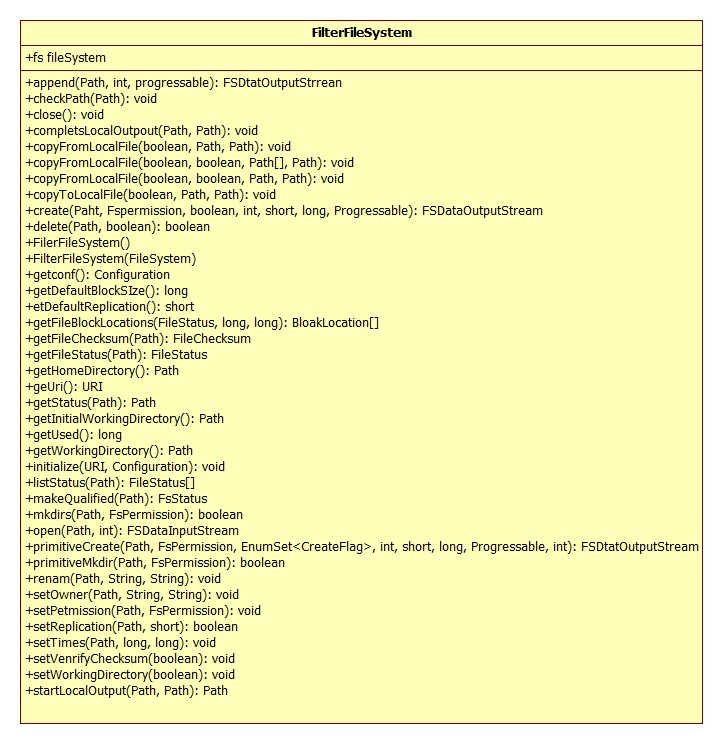 FilterFileSystem
+fs fileSystem
+append(Path, int, progressable): FSDtatOutputStrrean
+checkPath(Path): void
+close(): void
+completsLocalOutpout(Path, Path): void
+copyFromLocalFile(boolean, Path, Path): void
+copyFromLocalFile(boolean, boolean, Path[], Path): void
+copyFromLocalFile(boolean, boolean, Path, Path): void
+copyToLocalFile(boolean, Path, Path): void
+create(Paht, Fspermission, boolean, int, short, long, Progressable): FSDataOutputStream
+delete(Path, boolean): boolean
+FilerFileSystem()
+FilterFileSystem(FileSystem)
+getconf(): Configuration
+getDefaultBlockSIze(): long
+etDefaultReplication(): short
+getFileBlockLocations(FileStatus, long, long): BloakLocation[]
+getFileChecksum(Path): FileChecksum
+getFileStatus(Path): FileStatus
+getHomeDirectory(): Path
+geUri(): URI
+getStatus(Path): Path
+getInitialWorkingDirectory(): Path
+getUsed(): long
+getWorkingDirectory(): Path
+initialize(URI, Configuration): void
+listStatus(Path): FileStatus[]
+makeQualified(Path): FsStatus
+mkdirs(Path, FsPermission): boolean
+open(Path, int): FSDataInputStream
+primitiveCreate(Path, FsPermission, EnumSet<CreateFlag>, int, short, long, Progressable, int): FSDtatOutputStream
+primitiveMkdir(Path, FsPermission): boolean
+renam(Path, String, String): void
+setOwner(Path, String, String): void
+setPetmission(Path, FsPermission): void
+setReplication(Path, short): boolean
+setTimes(Path, long, long): void
+setVenrifyChecksum(boolean): void
+setWorkingDirectory(boolean): void
+startLocalOutput(Path, Path): Path